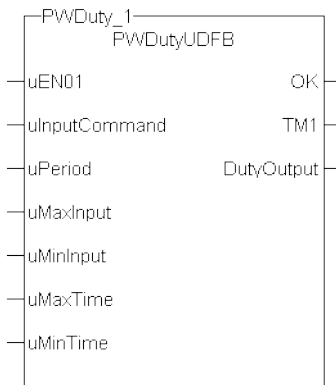 PWDuty_1
PWDutyUDFB
uEN01 OK
uInputCommand TM1
uPeriod DutyOutput
uMaxInput
uMinInput
uMaxTime
uMinTime